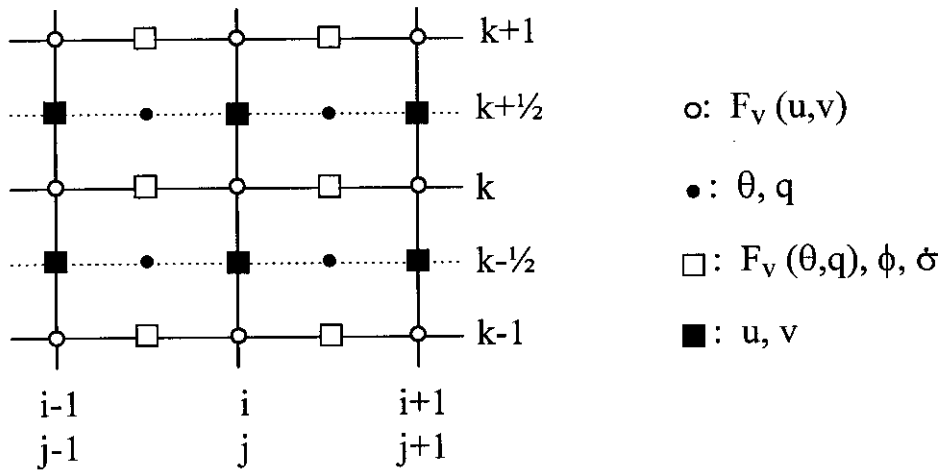 k+1
k+½
k
k-½
k-1
i-1 i i+1
j-1 j j+1
o: F_v (u,v)
●: θ, q
□: F_v (θ,q), ϕ, σ̇
■: u, v